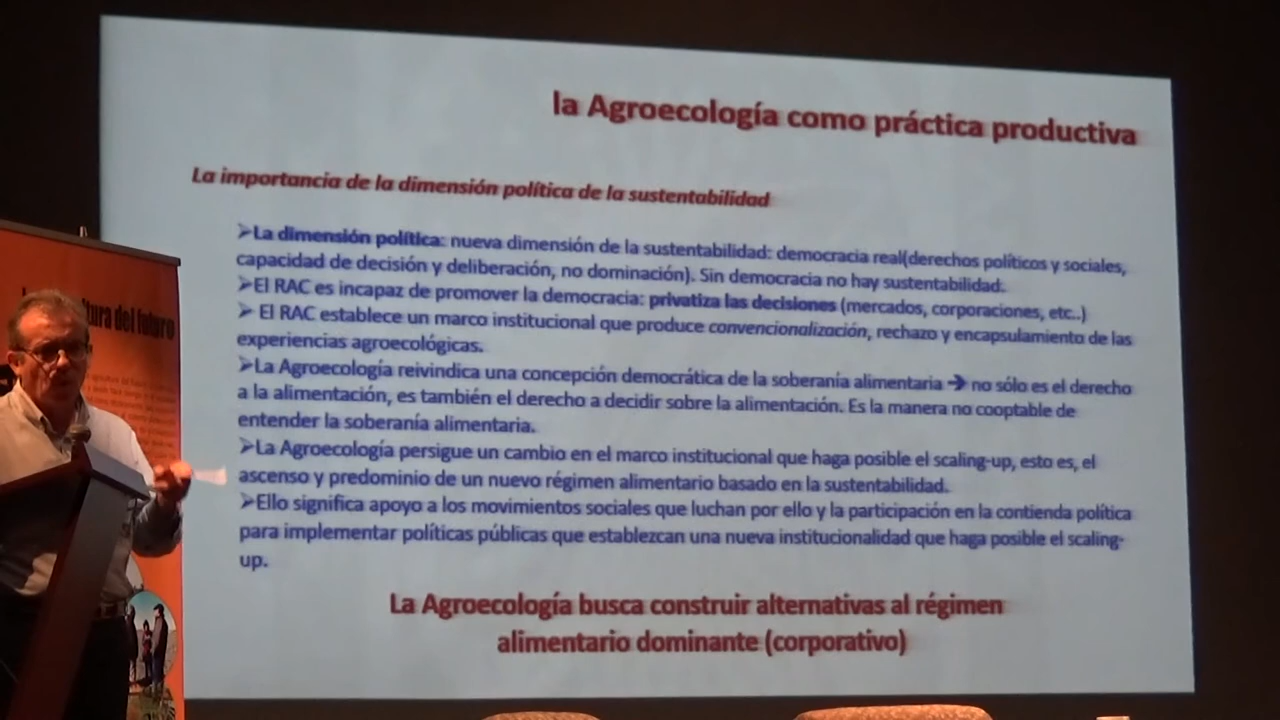 la Agroecología como práctica productiva
La importancia de la dimensión política de la sustentabilidad
➢La dimensión política: nueva dimensión de la sustentabilidad: democracia real(derechos políticos y sociales,
capacidad de decisión y deliberación, no dominación). Sin democracia no hay sustentabilidad.
➢El RAC es incapaz de promover la democracia: privatiza las decisiones (mercados, corporaciones, etc..)
➢ El RAC establece un marco institucional que produce convencionalización, rechazo y encapsulamiento de las
experiencias agroecológicas.
➢La Agroecología reivindica una concepción democrática de la soberanía alimentaria ➔ no sólo es el derecho
a la alimentación, es también el derecho a decidir sobre la alimentación. Es la manera no cooptable de
entender la soberanía alimentaria.
➢La Agroecología persigue un cambio en el marco institucional que haga posible el scaling-up, esto es, el
ascenso y predominio de un nuevo régimen alimentario basado en la sustentabilidad.
➢Ello significa apoyo a los movimientos sociales que luchan por ello y la participación en la contienda política
para implementar políticas públicas que establezcan una nueva institucionalidad que haga posible el scaling-
up.
La Agroecología busca construir alternativas al régimen
alimentario dominante (corporativo)
del futuro